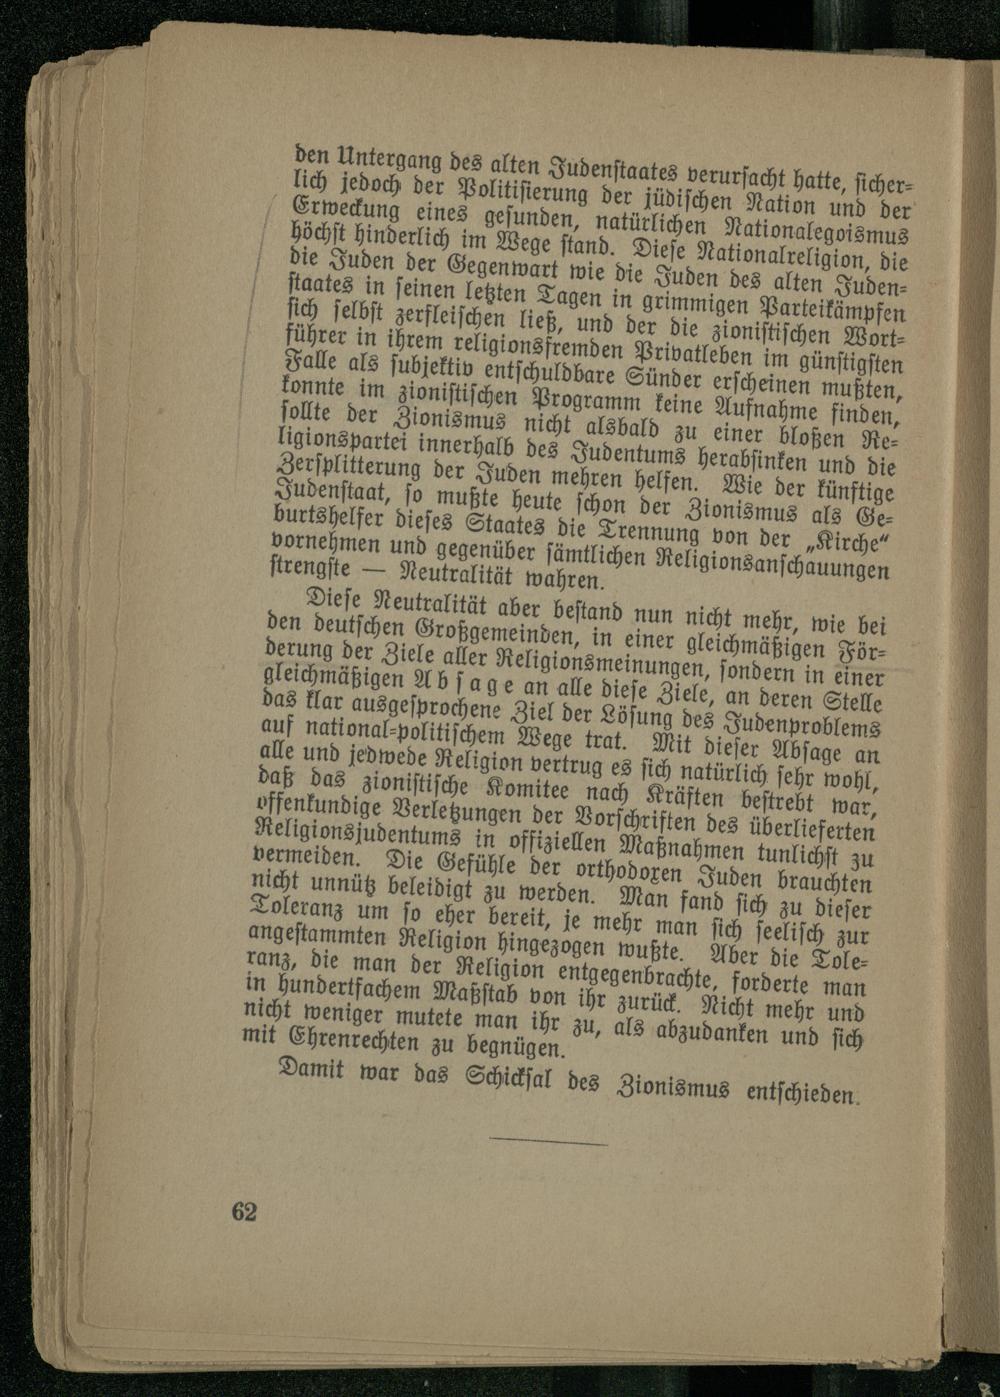 den Untergang des alten Judenstaates verursacht hatte, sicher=
lich jedoch der Politisierung der jüdischen Nation und der
Erweckung eines gesunden, natürlichen Nationalegoismus
höchst hinderlich im Wege stand. Diese Nationalreligion, die
die Juden der Gegenwart wie die Juden des alten Juden=
staates in seinen letzten Tagen in grimmigen Parteikämpfen
sich selbst zerfleischen ließ, und der die zionistischen Wort=
führer in ihrem religionsfremden Privatleben im günstigsten
Falle als subjektiv entschuldbare Sünder erscheinen mußten,
konnte im zionistischen Programm keine Aufnahme finden,
sollte der Zionismus nicht alsbald zu einer bloßen Re=
ligionspartei innerhalb des Judentums herabsinken und die
Zersplitterung der Juden mehren helfen. Wie der künftige
Judenstaat, so mußte heute schon der Zionismus als Ge=
burtshelfer dieses Staates die Trennung von der „Kirche“
vornehmen und gegenüber sämtlichen Religionsanschauungen
strengste — Neutralität wahren.
Diese Neutralität aber bestand nun nicht mehr, wie bei
den deutschen Großgemeinden, in einer gleichmäßigen För=
derung der Ziele aller Religionsmeinungen, sondern in einer
gleichmäßigen Absage an alle diese Ziele, an deren Stelle
das klar ausgesprochene Ziel der Lösung des Judenproblems
auf national=politischem Wege trat. Mit dieser Absage an
alle und jedwede Religion vertrug es sich natürlich sehr wohl,
daß das zionistische Komitee nach Kräften bestrebt war,
offenkundige Verletzungen der Vorschriften des überlieferten
Religionsjudentums in offiziellen Maßnahmen tunlichst zu
vermeiden. Die Gefühle der orthodoxen Juden brauchten
nicht unnütz beleidigt zu werden. Man fand sich zu dieser
Toleranz um so eher bereit, je mehr man sich seelisch zur
angestammten Religion hingezogen wußte. Aber die Tole=
ranz, die man der Religion entgegenbrachte, forderte man
in hundertfachem Maßstab von ihr zurück. Nicht mehr und
nicht weniger mutete man ihr zu, als abzudanken und sich
mit Ehrenrechten zu begnügen.
Damit war das Schicksal des Zionismus entschieden.
62